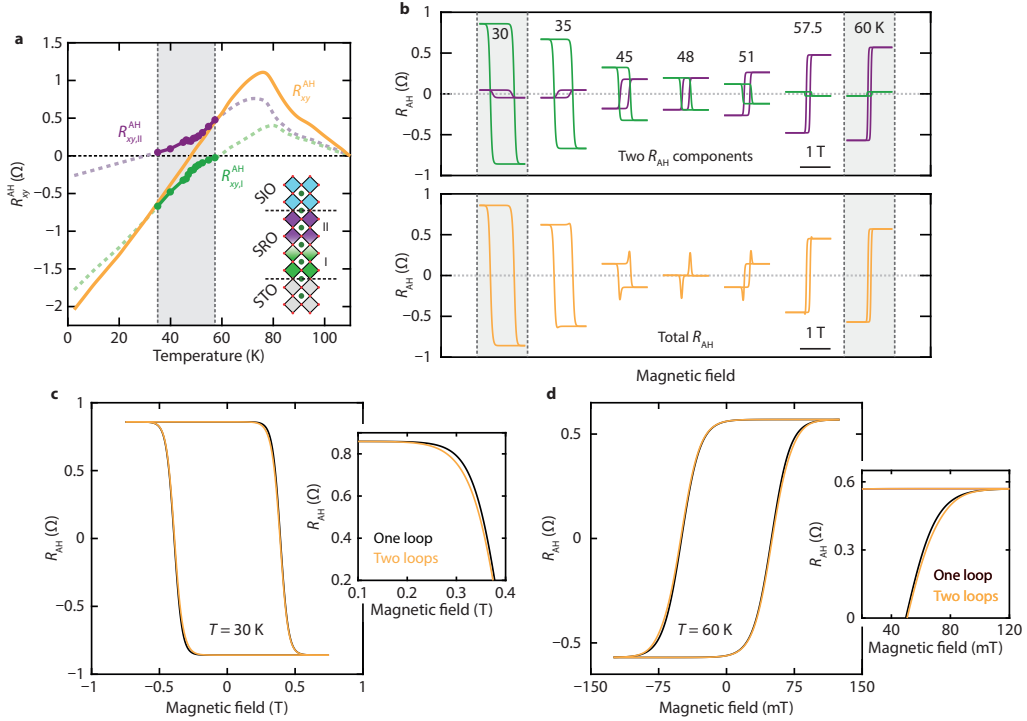 a
R_xy^AH (Ω)
1.5
1
0.5
0
−0.5
−1
−1.5
−2
R_xy^AH
R_xy,II^AH
R_xy,I^AH
SIO
SRO
STO
II
I
0
20
40
60
80
100
Temperature (K)
b
R_AH (Ω)
1
0.5
0
−0.5
−1
30
35
45
48
51
57.5
60 K
Two R_AH components
1 T
R_AH (Ω)
0.5
0
−0.5
−1
Total R_AH
1 T
Magnetic field
c
R_AH (Ω)
1
0.5
0
−0.5
−1
T = 30 K
−1
−0.5
0
0.5
1
Magnetic field (T)
R_AH (Ω)
0.8
0.6
0.4
0.2
One loop
Two loops
0.1
0.2
0.3
0.4
Magnetic field (T)
d
R_AH (Ω)
0.5
0
−0.5
T = 60 K
−150
−75
0
75
150
Magnetic field (mT)
R_AH (Ω)
0.6
0.3
0
One loop
Two loops
40
80
120
Magnetic field (mT)